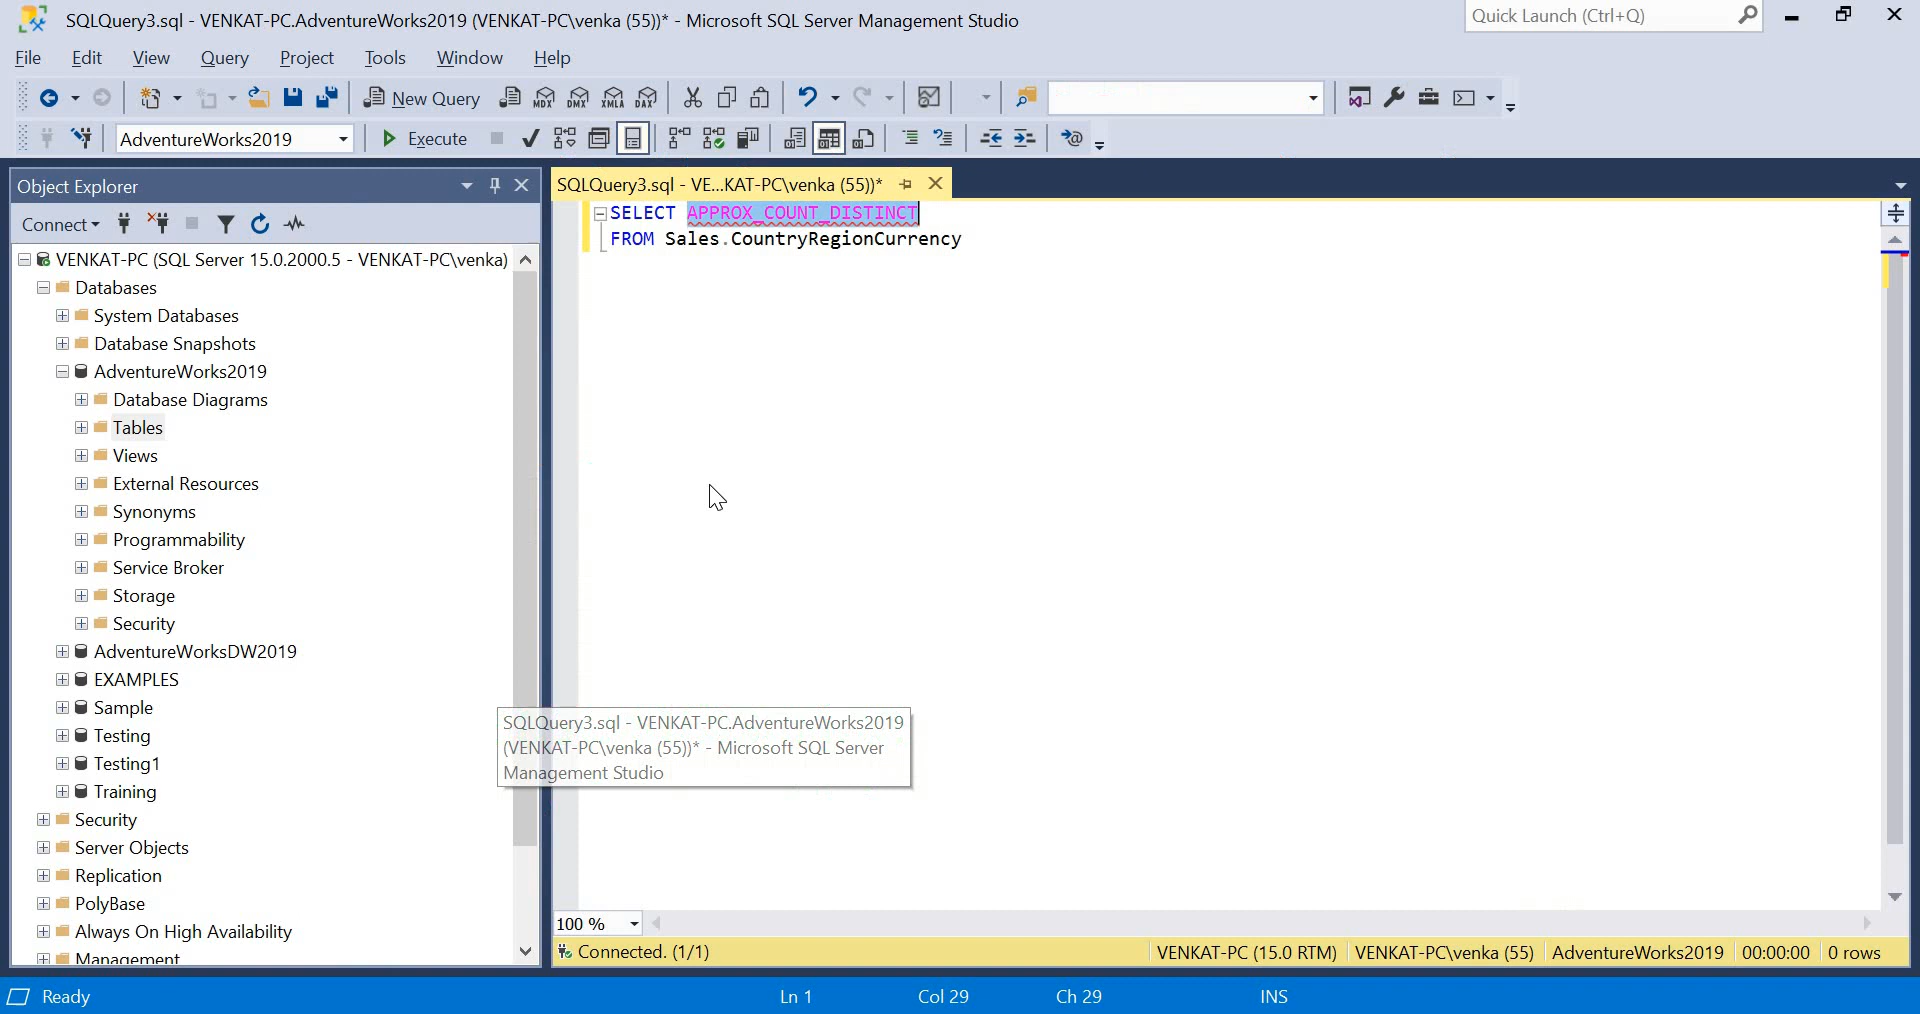 SQLQuery3.sql - VENKAT-PC.AdventureWorks2019 (VENKAT-PC\venka (55))* - Microsoft SQL Server Management Studio
Quick Launch (Ctrl+Q)
File Edit View Query Project Tools Window Help
New Query MDX DMX XMLA DAX
AdventureWorks2019 Execute
Object Explorer
SQLQuery3.sql - VE...KAT-PC\venka (55))*
Connect
SELECT APPROX_COUNT_DISTINCT
FROM Sales.CountryRegionCurrency
VENKAT-PC (SQL Server 15.0.2000.5 - VENKAT-PC\venka)
Databases
System Databases
Database Snapshots
AdventureWorks2019
Database Diagrams
Tables
Views
External Resources
Synonyms
Programmability
Service Broker
Storage
Security
AdventureWorksDW2019
EXAMPLES
Sample
Testing
Testing1
Training
Security
Server Objects
Replication
PolyBase
Always On High Availability
Management
SQLQuery3.sql - VENKAT-PC.AdventureWorks2019
(VENKAT-PC\venka (55))* - Microsoft SQL Server
Management Studio
100 %
Connected. (1/1)
VENKAT-PC (15.0 RTM) VENKAT-PC\venka (55) AdventureWorks2019 00:00:00 0 rows
Ready Ln 1 Col 29 Ch 29 INS